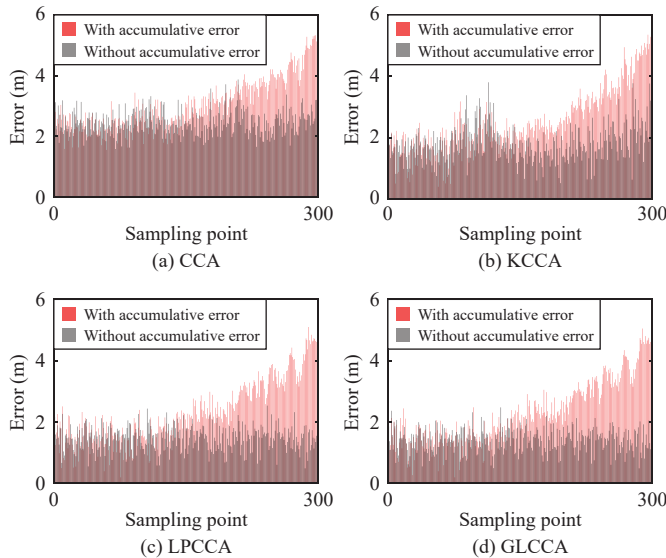 6
With accumulative error
Without accumulative error
4
2
0
Error (m)
0
300
Sampling point
(a) CCA
6
With accumulative error
Without accumulative error
4
2
0
Error (m)
0
300
Sampling point
(b) KCCA
6
With accumulative error
Without accumulative error
4
2
0
Error (m)
0
300
Sampling point
(c) LPCCA
6
With accumulative error
Without accumulative error
4
2
0
Error (m)
0
300
Sampling point
(d) GLCCA